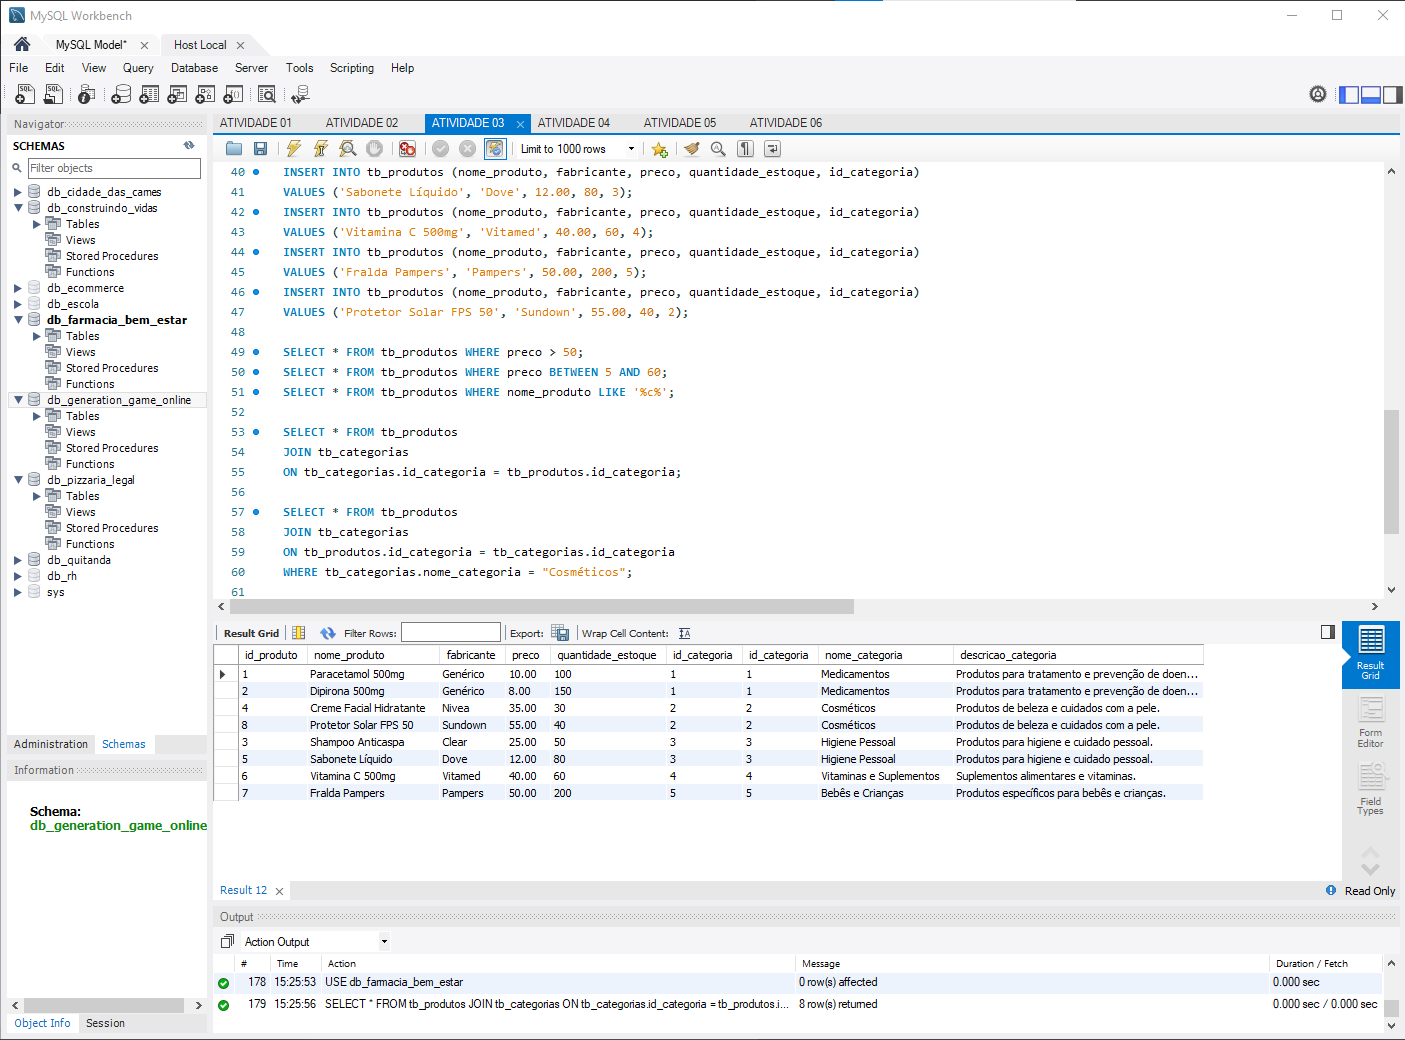 MySQL Workbench
MySQL Model*
Host Local
File Edit View Query Database Server Tools Scripting Help
Navigator
SCHEMAS
Filter objects
db_cidade_das_carnes
db_construindo_vidas
Tables
Views
Stored Procedures
Functions
db_ecommerce
db_escola
db_farmacia_bem_estar
Tables
Views
Stored Procedures
Functions
db_generation_game_online
Tables
Views
Stored Procedures
Functions
db_pizzaria_legal
Tables
Views
Stored Procedures
Functions
db_quitanda
db_rh
sys
Administration Schemas
Information
Schema:
db_generation_game_online
Object Info Session
ATIVIDADE 01 ATIVIDADE 02 ATIVIDADE 03 ATIVIDADE 04 ATIVIDADE 05 ATIVIDADE 06
Limit to 1000 rows
40 INSERT INTO tb_produtos (nome_produto, fabricante, preco, quantidade_estoque, id_categoria)
41 VALUES ('Sabonete Líquido', 'Dove', 12.00, 80, 3);
42 INSERT INTO tb_produtos (nome_produto, fabricante, preco, quantidade_estoque, id_categoria)
43 VALUES ('Vitamina C 500mg', 'Vitamed', 40.00, 60, 4);
44 INSERT INTO tb_produtos (nome_produto, fabricante, preco, quantidade_estoque, id_categoria)
45 VALUES ('Fralda Pampers', 'Pampers', 50.00, 200, 5);
46 INSERT INTO tb_produtos (nome_produto, fabricante, preco, quantidade_estoque, id_categoria)
47 VALUES ('Protetor Solar FPS 50', 'Sundown', 55.00, 40, 2);
48
49 SELECT * FROM tb_produtos WHERE preco > 50;
50 SELECT * FROM tb_produtos WHERE preco BETWEEN 5 AND 60;
51 SELECT * FROM tb_produtos WHERE nome_produto LIKE '%c%';
52
53 SELECT * FROM tb_produtos
54 JOIN tb_categorias
55 ON tb_categorias.id_categoria = tb_produtos.id_categoria;
56
57 SELECT * FROM tb_produtos
58 JOIN tb_categorias
59 ON tb_produtos.id_categoria = tb_categorias.id_categoria
60 WHERE tb_categorias.nome_categoria = "Cosméticos";
61
Result Grid Filter Rows: Export: Wrap Cell Content:
id_produto nome_produto fabricante preco quantidade_estoque id_categoria id_categoria nome_categoria descricao_categoria
1 Paracetamol 500mg Genérico 10.00 100 1 1 Medicamentos Produtos para tratamento e prevenção de doen...
2 Dipirona 500mg Genérico 8.00 150 1 1 Medicamentos Produtos para tratamento e prevenção de doen...
4 Creme Facial Hidratante Nivea 35.00 30 2 2 Cosméticos Produtos de beleza e cuidados com a pele.
8 Protetor Solar FPS 50 Sundown 55.00 40 2 2 Cosméticos Produtos de beleza e cuidados com a pele.
3 Shampoo Anticaspa Clear 25.00 50 3 3 Higiene Pessoal Produtos para higiene e cuidado pessoal.
5 Sabonete Líquido Dove 12.00 80 3 3 Higiene Pessoal Produtos para higiene e cuidado pessoal.
6 Vitamina C 500mg Vitamed 40.00 60 4 4 Vitaminas e Suplementos Suplementos alimentares e vitaminas.
7 Fralda Pampers Pampers 50.00 200 5 5 Bebês e Crianças Produtos específicos para bebês e crianças.
Result
Grid
Form
Editor
Field
Types
Result 12
Read Only
Output
Action Output
# Time Action Message Duration / Fetch
178 15:25:53 USE db_farmacia_bem_estar 0 row(s) affected 0.000 sec
179 15:25:56 SELECT * FROM tb_produtos JOIN tb_categorias ON tb_categorias.id_categoria = tb_produtos.i... 8 row(s) returned 0.000 sec / 0.000 sec